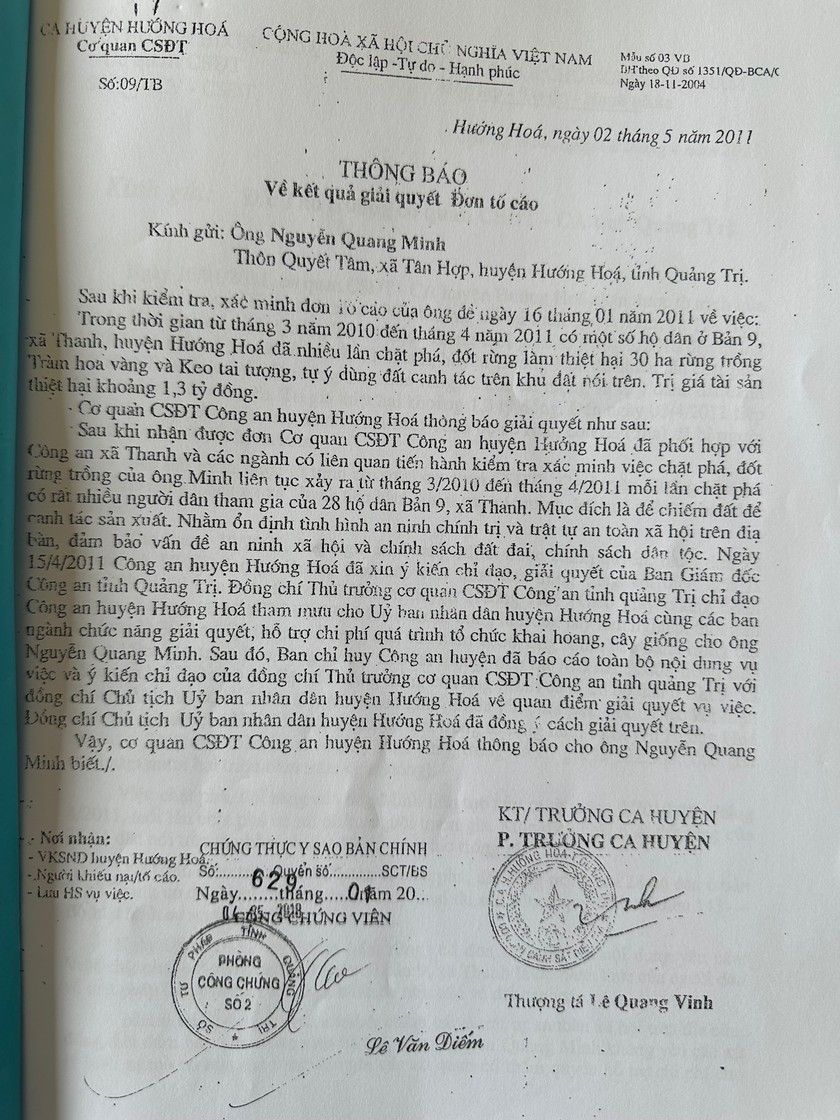 CA HUYỆN HƯỚNG HOÁ
Cơ quan CSĐT
Số:09/TB
CỘNG HOÀ XÃ HỘI CHỦ NGHĨA VIỆT NAM
Độc lập -Tự do - Hạnh phúc
Mẫu số 03 VB
BH theo QĐ số 1351/QĐ-BCA/C
Ngày 18-11-2004
Hướng Hoá, ngày 02 tháng 5 năm 2011
THÔNG BÁO
Về kết quả giải quyết Đơn tố cáo
Kính gửi: Ông Nguyễn Quang Minh
Thôn Quyết Tâm, xã Tân Hợp, huyện Hướng Hoá, tỉnh Quảng Trị.
Sau khi kiểm tra, xác minh đơn tố cáo của ông đề ngày 16 tháng 01 năm 2011 về việc:
Trong thời gian từ tháng 3 năm 2010 đến tháng 4 năm 2011 có một số hộ dân ở Bản 9,
xã Thanh, huyện Hướng Hoá đã nhiều lần chặt phá, đốt rừng làm thiệt hại 30 ha rừng trồng
Tràm hoa vàng và Keo tai tượng, tự ý dùng đất canh tác trên khu đất nói trên. Trị giá tài sản
thiệt hại khoảng 1,3 tỷ đồng.
- Cơ quan CSĐT Công an huyện Hướng Hoá thông báo giải quyết như sau:
Sau khi nhận được đơn Cơ quan CSĐT Công an huyện Hướng Hoá đã phối hợp với
Công an xã Thanh và các ngành có liên quan tiến hành kiểm tra xác minh việc chặt phá, đốt
rừng trồng của ông Minh liên tục xảy ra từ tháng 3/2010 đến tháng 4/2011 mỗi lần chặt phá
có rất nhiều người dân tham gia của 28 hộ dân Bản 9, xã Thanh. Mục đích là để chiếm đất để
canh tác sản xuất. Nhằm ổn định tình hình an ninh chính trị và trật tự an toàn xã hội trên địa
bàn, đảm bảo vấn đề an ninh xã hội và chính sách đất đai, chính sách dân tộc. Ngày
15/4/2011 Công an huyện Hướng Hoá đã xin ý kiến chỉ đạo, giải quyết của Ban Giám đốc
Công an tỉnh Quảng Trị. Đồng chí Thủ trưởng cơ quan CSĐT Công an tỉnh quảng Trị chỉ đạo
Công an huyện Hướng Hoá tham mưu cho Uỷ ban nhân dân huyện Hướng Hoá cùng các ban
ngành chức năng giải quyết, hỗ trợ chi phí quá trình tổ chức khai hoang, cây giống cho ông
Nguyễn Quang Minh. Sau đó, Ban chỉ huy Công an huyện đã báo cáo toàn bộ nội dung vụ
việc và ý kiến chỉ đạo của đồng chí Thủ trưởng cơ quan CSĐT Công an tỉnh quảng Trị với
đồng chí Chủ tịch Uỷ ban nhân dân huyện Hướng Hoá về quan điểm giải quyết vụ việc.
Đồng chí Chủ tịch Uỷ ban nhân dân huyện Hướng Hoá đã đồng ý cách giải quyết trên.
Vậy, cơ quan CSĐT Công an huyện Hướng Hoá thông báo cho ông Nguyễn Quang
Minh biết./.
- Nơi nhận:
- VKSND huyện Hướng Hoá.
- Người khiếu nại/tố cáo.
- Lưu HS vụ việc.
CHỨNG THỰC Y SAO BẢN CHÍNH
Số:.........Quyển số.............SCT/BS
629
Ngày........tháng.....01năm 20...
CÔNG CHỨNG VIÊN
SỞ TƯ PHÁP TỈNH QUẢNG TRỊ
PHÒNG
CÔNG CHỨNG
SỐ 2
Lê Văn Diếm
KT/ TRƯỞNG CA HUYỆN
P. TRƯỞNG CA HUYỆN
Thượng tá Lê Quang Vinh